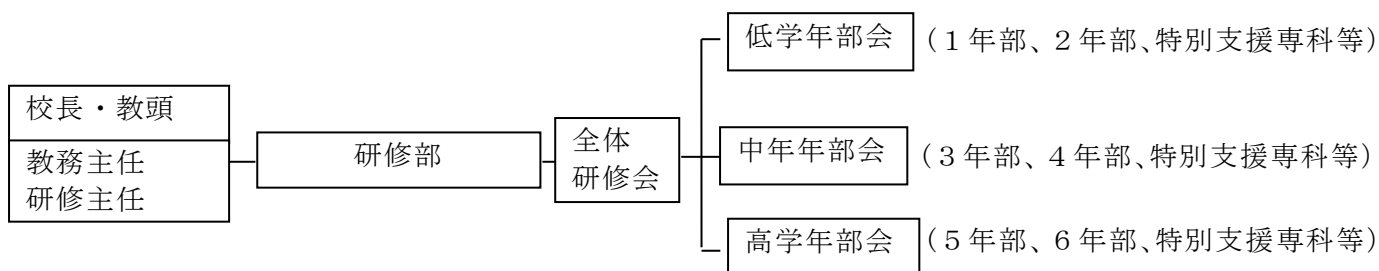 校長・教頭
教務主任
研修主任
研修部
全体
研修会
低学年部会 (１年部、２年部、特別支援専科等)
中年年部会 (３年部、４年部、特別支援専科等)
高学年部会 (５年部、６年部、特別支援専科等)